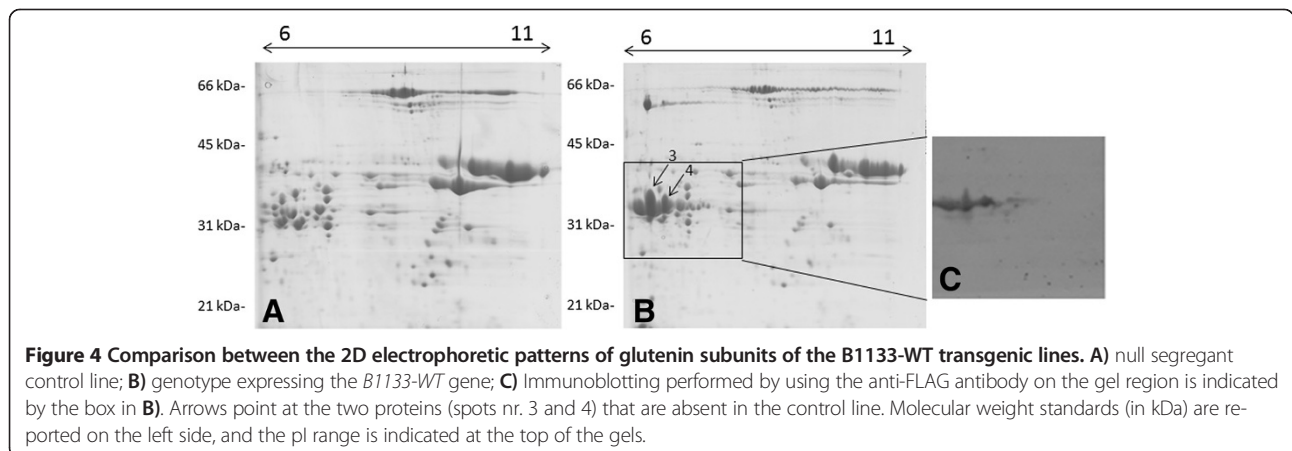 6 11
6 11
66 kDa-
66 kDa-
45 kDa-
45 kDa-
3
4
31 kDa-
31 kDa-
21 kDa-
21 kDa-
A
B
C
Figure 4 Comparison between the 2D electrophoretic patterns of glutenin subunits of the B1133-WT transgenic lines. A) null segregant
control line; B) genotype expressing the B1133-WT gene; C) Immunoblotting performed by using the anti-FLAG antibody on the gel region is indicated
by the box in B). Arrows point at the two proteins (spots nr. 3 and 4) that are absent in the control line. Molecular weight standards (in kDa) are re-
ported on the left side, and the pI range is indicated at the top of the gels.